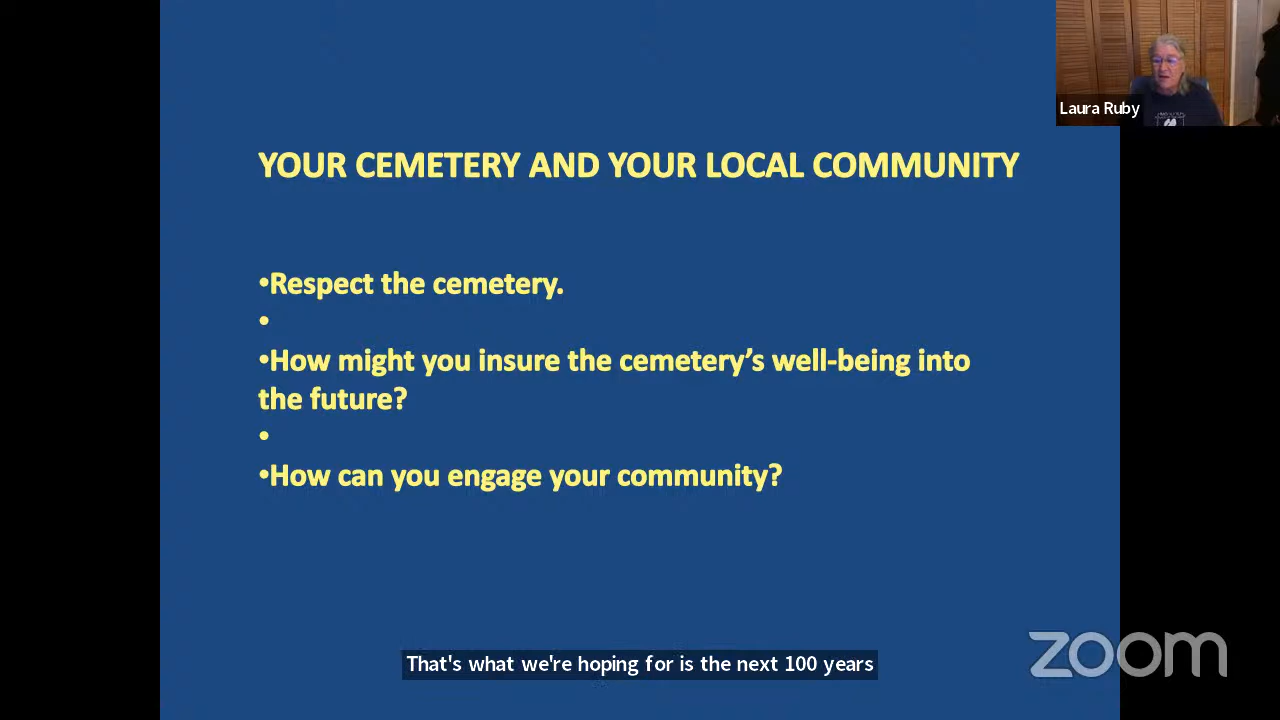 Laura Ruby
YOUR CEMETERY AND YOUR LOCAL COMMUNITY
•Respect the cemetery.
•
•How might you insure the cemetery’s well-being into
the future?
•
•How can you engage your community?
That's what we're hoping for is the next 100 years
zoom